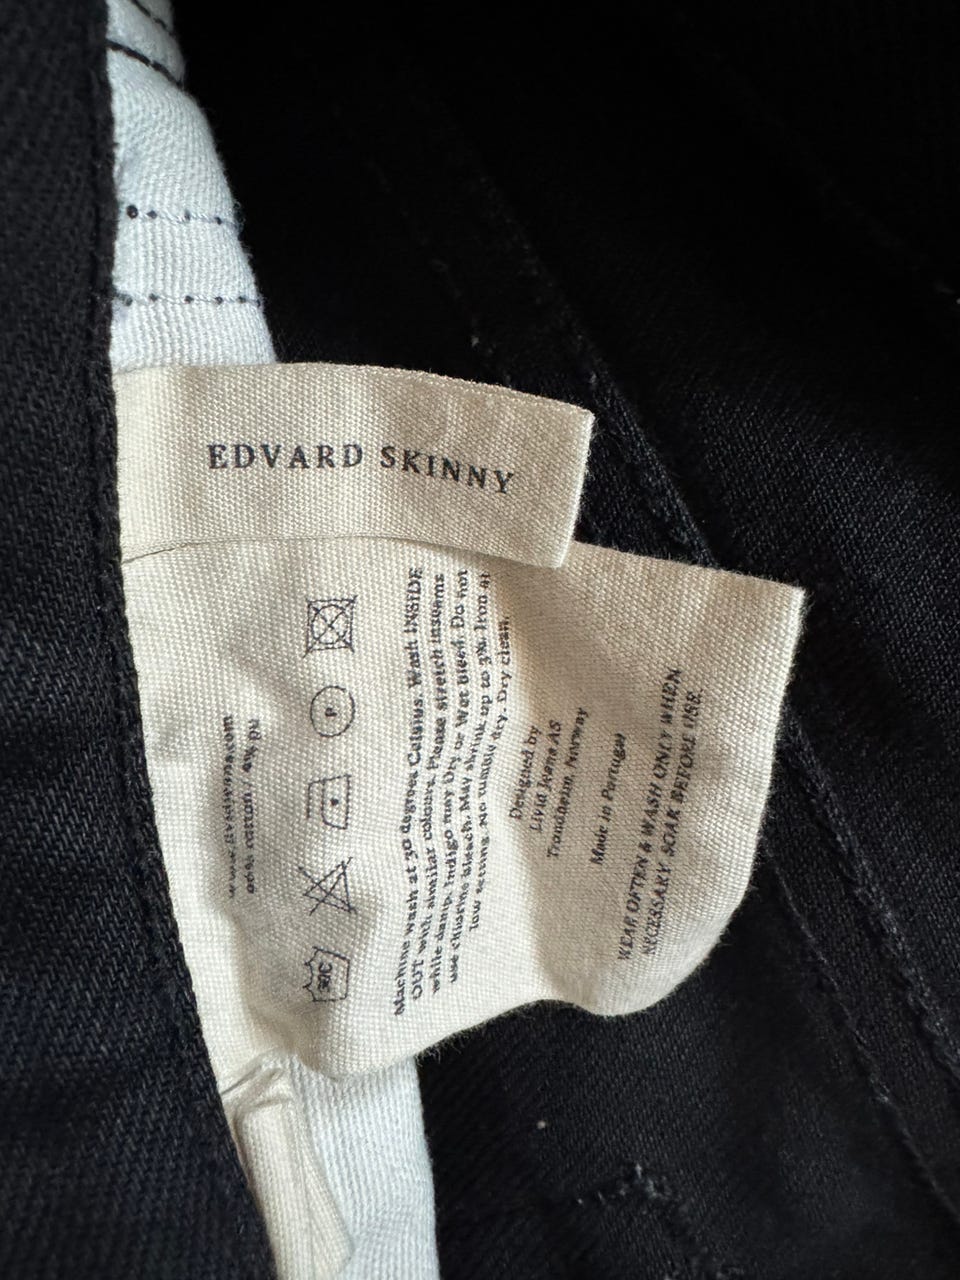 EDVARD SKINNY
cotton
P
30°
Machine wash at 30 degrees Celsius. Wash INSIDE
OUT with similar colours. Please stretch inseams
while damp. Indigo may Dry or Wet Bleed. Do not
use chlorine bleach. May shrink up to 3%. Iron at
low setting. No tumble dry. Dry clean.
Designed by
Livid Jeans AS
Trondheim, Norway
Made in Portugal
WEAR OFTEN & WASH ONLY WHEN
NECESSARY. SOAK BEFORE USE.